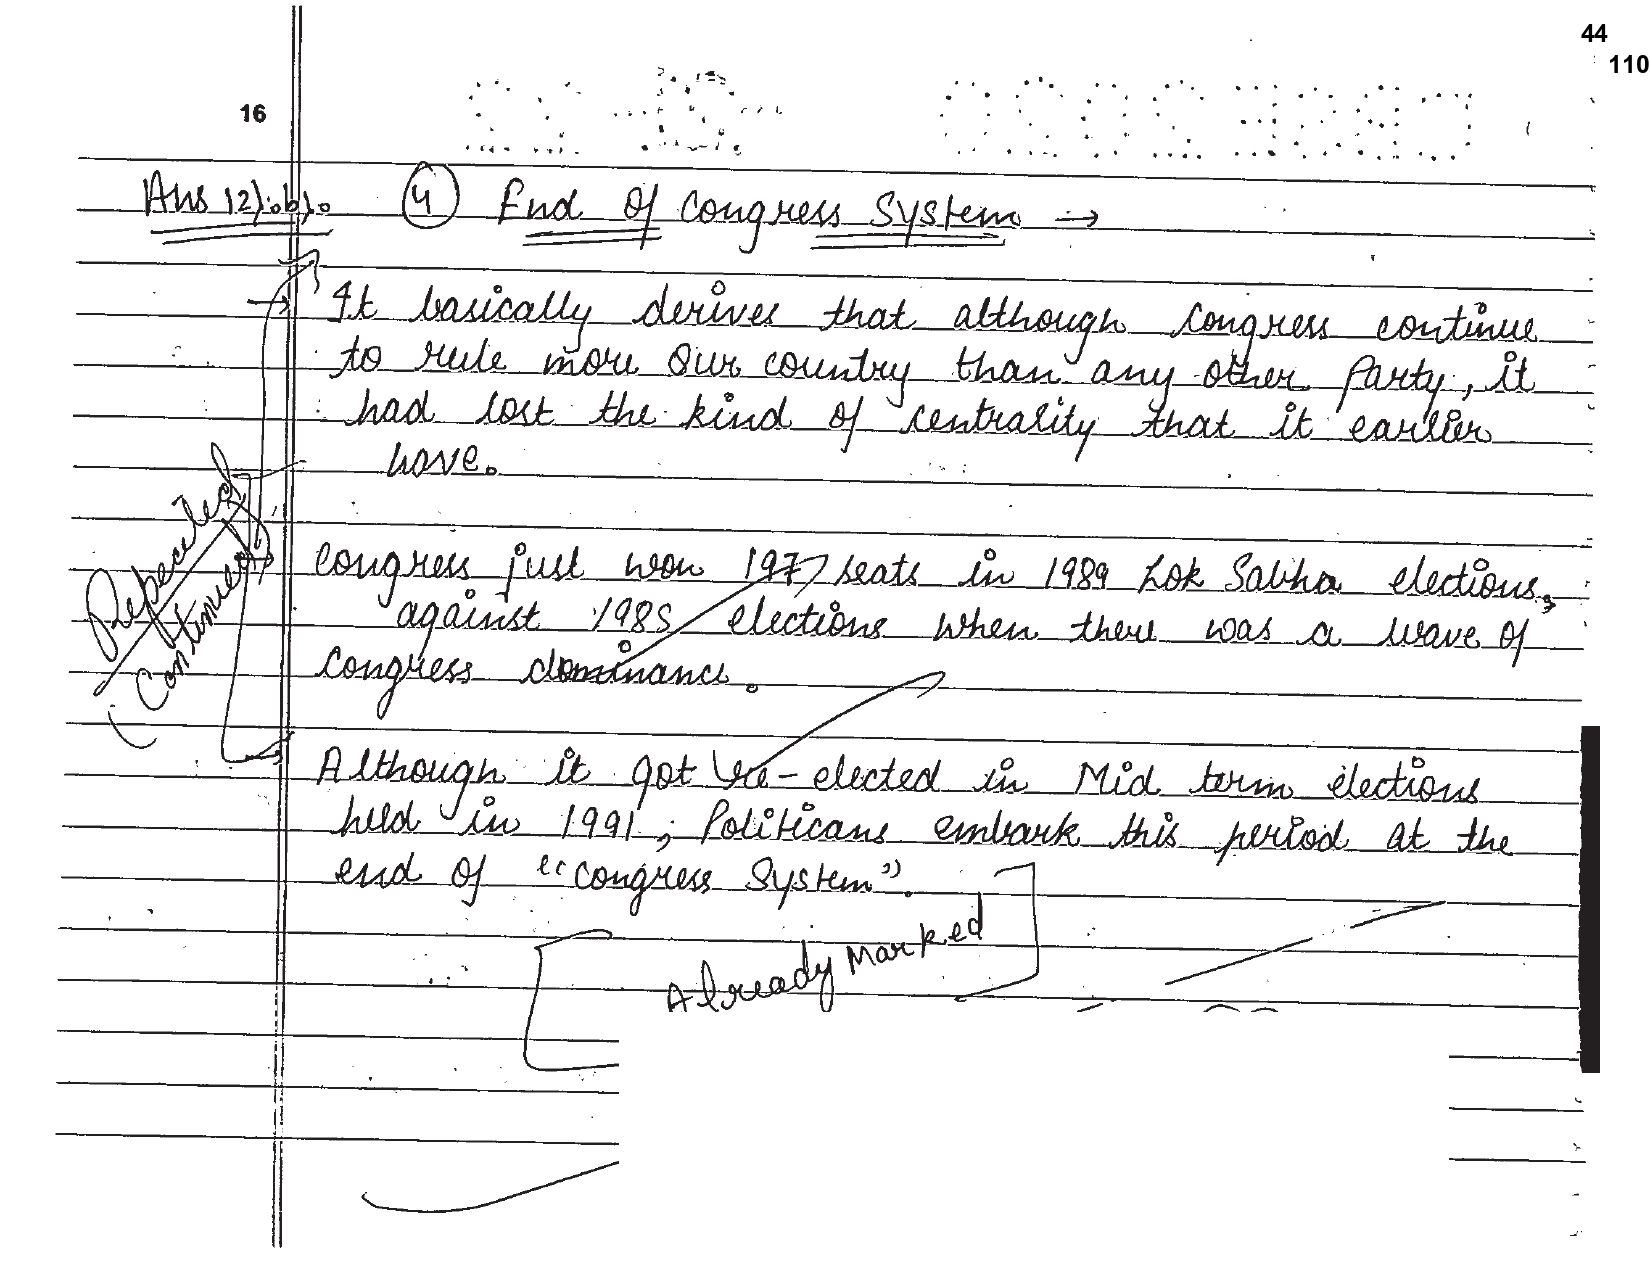 44
110
16
CBSE 2020
Ans 12).b).  4  End Of Congress System →
→ It basically derives that although Congress continue
to rule more our country than any other Party, it
had lost the kind of centrality that it earlier
have.
Repeated
(Continued)
Congress just won 197 seats in 1989 Lok Sabha elections,
against 1985 elections when there was a wave of
Congress dominance.
Although it got re-elected in Mid term elections
held in 1991, Politicans embark this period at the
end of "Congress System".
Already Marked